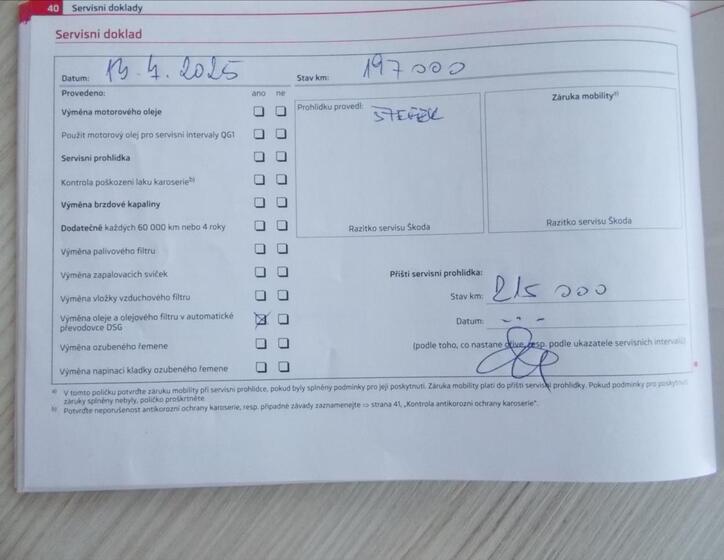 40 Servisní doklady
Servisní doklad
Datum: 13.7.2025 Stav km: 197 000
Provedeno: ano ne
Výměna motorového oleje
Prohlídku provedl: STEFEK
Záruka mobilityᵃ⁾
Použit motorový olej pro servisní intervaly QG1
Servisní prohlídka
Kontrola poškození laku karoserieᵇ⁾
Výměna brzdové kapaliny
Dodatečně každých 60 000 km nebo 4 roky
Razítko servisu Škoda
Razítko servisu Škoda
Výměna palivového filtru
Výměna zapalovacích svíček
Příští servisní prohlídka:
Výměna vložky vzduchového filtru
Stav km: 215 000
Výměna oleje a olejového filtru v automatické
převodovce DSG
Datum: - - -
Výměna ozubeného řemene
(podle toho, co nastane dříve, resp. podle ukazatele servisních intervalů)
Výměna napínací kladky ozubeného řemene
ᵃ⁾ V tomto políčku potvrďte záruku mobility při servisní prohlídce, pokud byly splněny podmínky pro její poskytnutí. Záruka mobility platí do příští servisní prohlídky. Pokud podmínky pro poskytnutí
záruky splněny nebyly, políčko proškrtněte.
ᵇ⁾ Potvrďte neporušenost antikorozní ochrany karoserie, resp. případné závady zaznamenejte ⇒ strana 41, „Kontrola antikorozní ochrany karoserie“.